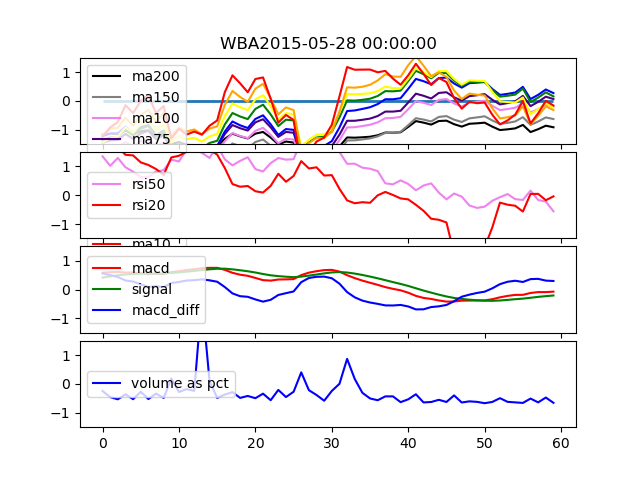 WBA2015-05-28 00:00:00
1
0
−1
ma200
ma150
ma100
ma75
1
0
−1
rsi50
rsi20
ma10
1
0
−1
macd
signal
macd_diff
1
0
−1
volume as pct
0 10 20 30 40 50 60